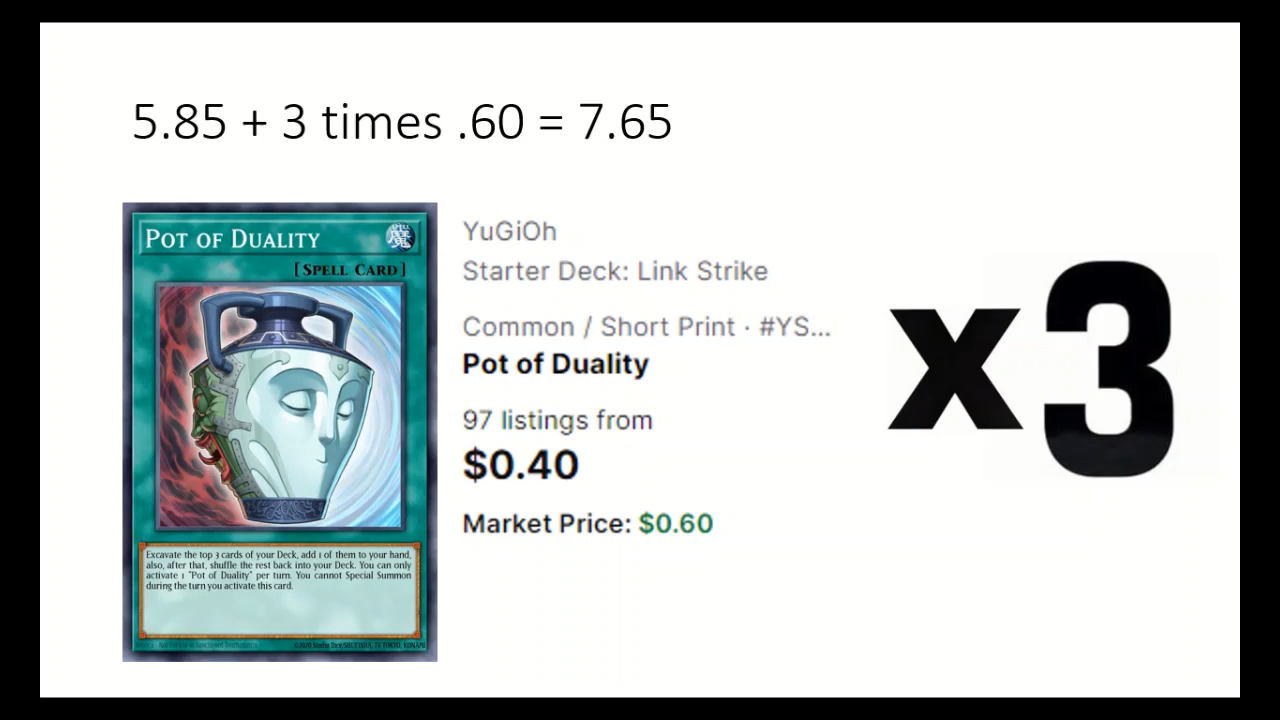 5.85 + 3 times .60 = 7.65
POT OF DUALITY
[SPELL CARD]
Excavate the top 3 cards of your Deck, add 1 of them to your hand,
also, after that, shuffle the rest back into your Deck. You can only
activate 1 "Pot of Duality" per turn. You cannot Special Summon
during the turn you activate this card.
YuGiOh
Starter Deck: Link Strike
Common / Short Print · #YS...
Pot of Duality
97 listings from
$0.40
Market Price: $0.60
x3